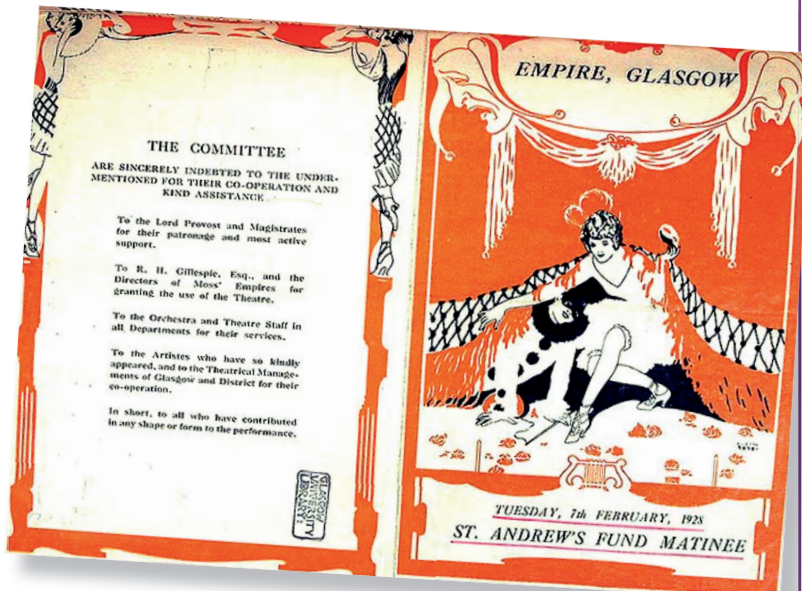 THE COMMITTEE
ARE SINCERELY INDEBTED TO THE UNDER-
MENTIONED FOR THEIR CO-OPERATION AND
KIND ASSISTANCE
To the Lord Provost and Magistrates
for their patronage and most active
support.
To R. H. Gillespie, Esq., and the
Directors of Moss' Empires for
granting the use of the Theatre.
To the Orchestra and Theatre Staff in
all Departments for their services.
To the Artistes who have so kindly
appeared, and to the Theatrical Manage-
ments of Glasgow and District for their
co-operation.
In short, to all who have contributed
in any shape or form to the performance.
GLASGOW
UNIVERSITY
LIBRARY
EMPIRE, GLASGOW
TUESDAY, 7th FEBRUARY, 1928
ST. ANDREW'S FUND MATINEE